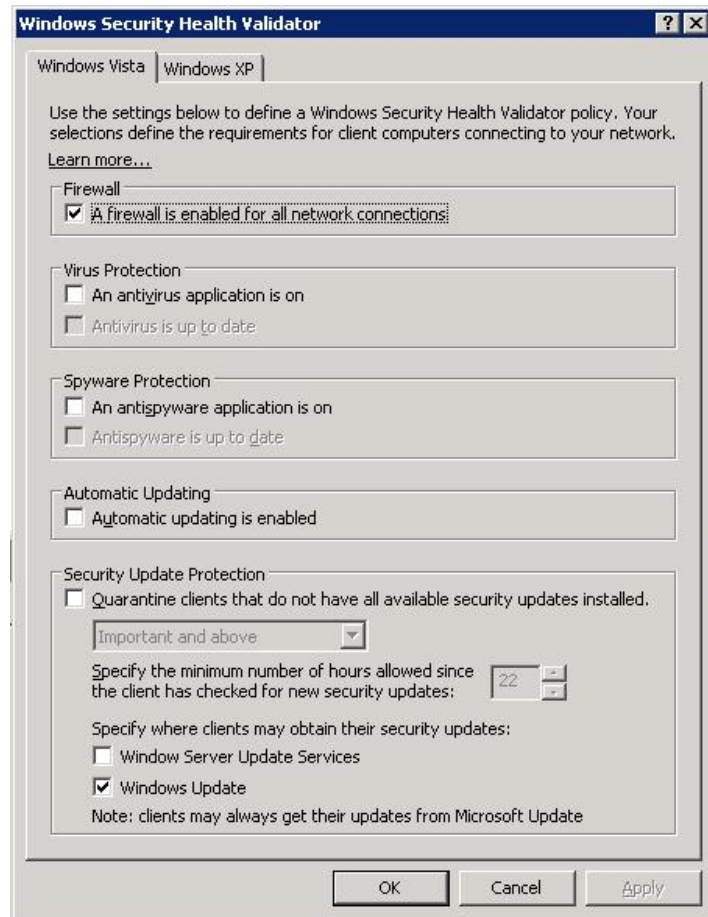 Windows Security Health Validator
Windows Vista
Windows XP
Use the settings below to define a Windows Security Health Validator policy. Your
selections define the requirements for client computers connecting to your network.
Learn more...
Firewall
A firewall is enabled for all network connections
Virus Protection
An antivirus application is on
Antivirus is up to date
Spyware Protection
An antispyware application is on
Antispyware is up to date
Automatic Updating
Automatic updating is enabled
Security Update Protection
Quarantine clients that do not have all available security updates installed.
Important and above
Specify the minimum number of hours allowed since
the client has checked for new security updates:
22
Specify where clients may obtain their security updates:
Window Server Update Services
Windows Update
Note: clients may always get their updates from Microsoft Update
OK
Cancel
Apply